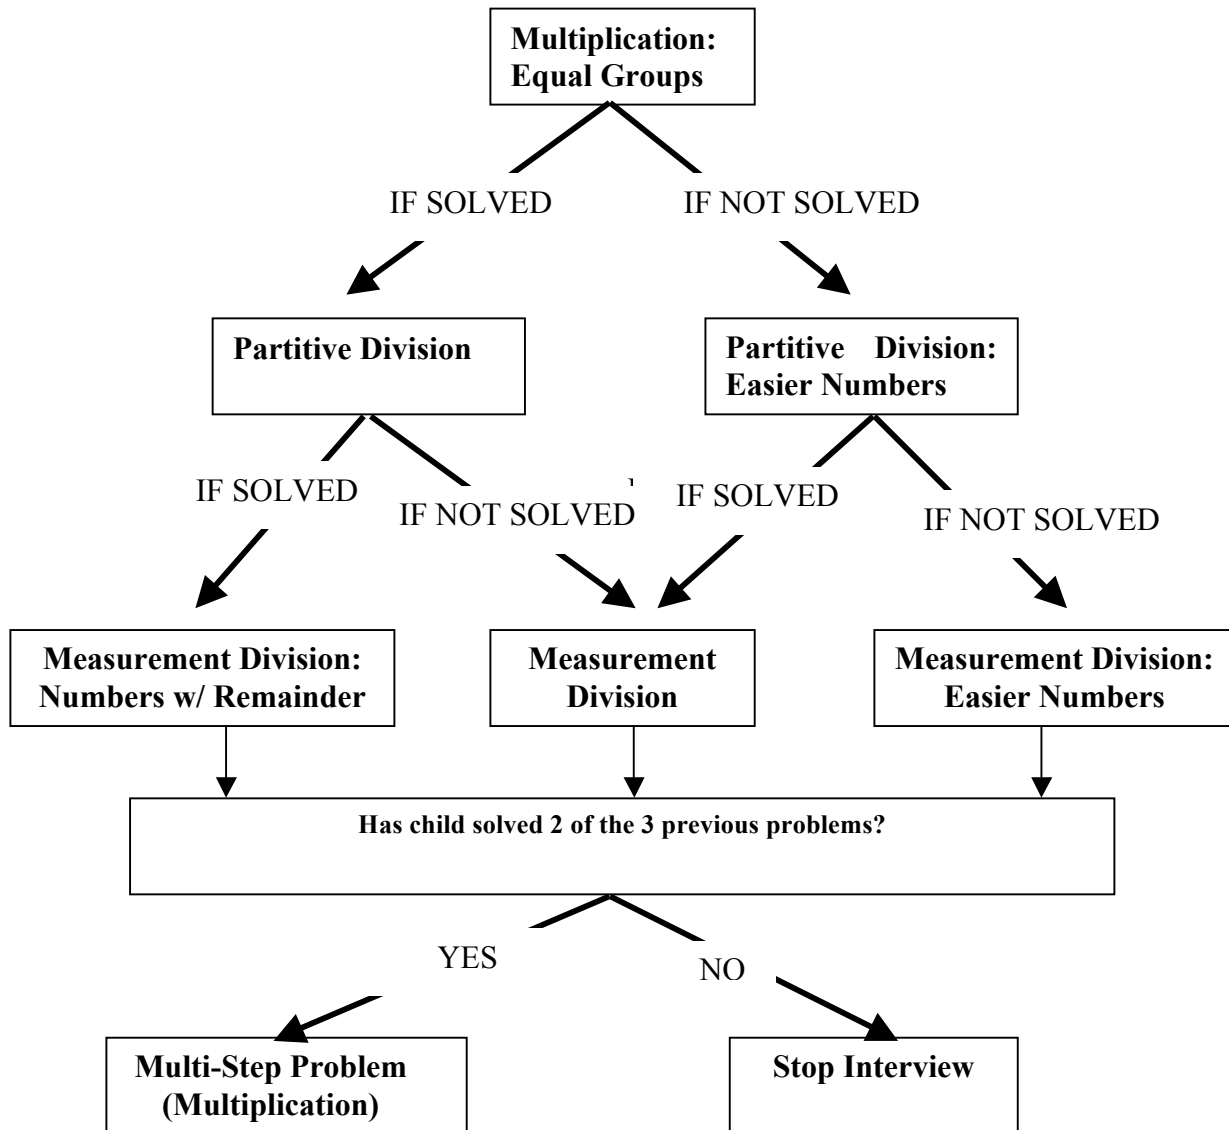 Multiplication:
Equal Groups
IF SOLVED
IF NOT SOLVED
Partitive Division
Partitive Division:
Easier Numbers
IF SOLVED
IF NOT SOLVED
IF SOLVED
IF NOT SOLVED
Measurement Division:
Numbers w/ Remainder
Measurement
Division
Measurement Division:
Easier Numbers
Has child solved 2 of the 3 previous problems?
YES
NO
Multi-Step Problem
(Multiplication)
Stop Interview